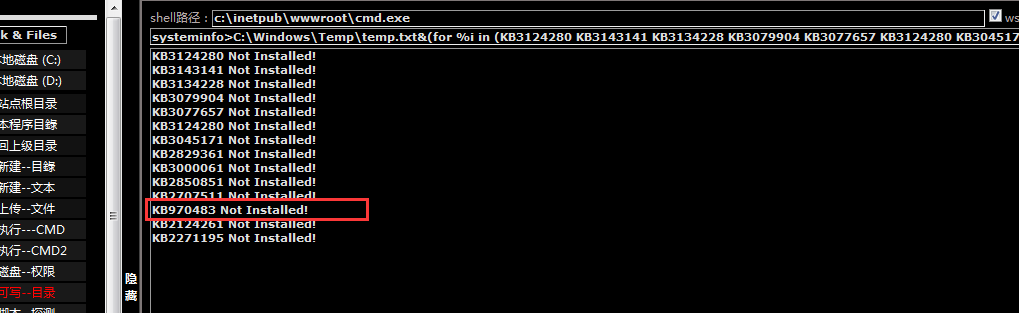 k & Files
本地磁盘 (C:)
本地磁盘 (D:)
站点根目录
本程序目録
回上级目录
新建--目録
新建--文本
上传--文件
执行---CMD
执行--CMD2
磁盘--权限
可写--目录
隐藏
shell路径：c:\inetpub\wwwroot\cmd.exe
systeminfo>C:\Windows\Temp\temp.txt&(for %i in (KB3124280 KB3143141 KB3134228 KB3079904 KB3077657 KB3124280 KB304517
KB3124280 Not Installed!
KB3143141 Not Installed!
KB3134228 Not Installed!
KB3079904 Not Installed!
KB3077657 Not Installed!
KB3124280 Not Installed!
KB3045171 Not Installed!
KB2829361 Not Installed!
KB3000061 Not Installed!
KB2850851 Not Installed!
KB2707511 Not Installed!
KB970483 Not Installed!
KB2124261 Not Installed!
KB2271195 Not Installed!